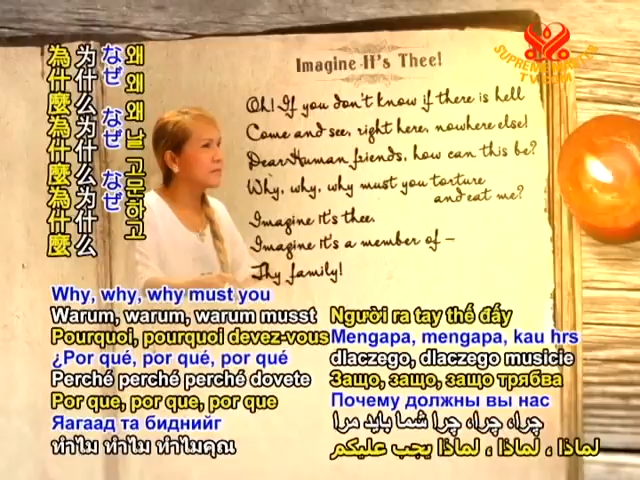 Imagine It's Thee!
Oh! If you don't know if there is hell
Come and see, right here, nowhere else!
Dear Human friends, how can this be?
Why, why, why must you torture
and eat me?
Imagine it's thee.
Imagine it's a member of –
Thy family!
SUPREME MASTER
TV.COM
為什麼為什麼為什麼
为什么为什么为什么
なぜ なぜ なぜ
왜 왜 왜 날 고문하고
Why, why, why must you
Warum, warum, warum musst
Pourquoi, pourquoi devez-vous
¿Por qué, por qué, por qué
Perché perché perché dovete
Por que, por que, por que
Яагаад та биднийг
ทำไม ทำไม ทำไมคุณ
Người ra tay thế đấy
Mengapa, mengapa, kau hrs
dlaczego, dlaczego musicie
Защо, защо, защо трябва
Почему должны вы нас
چرا، چرا، چرا شما باید مرا
لماذا ، لماذا ، لماذا يجب عليكم